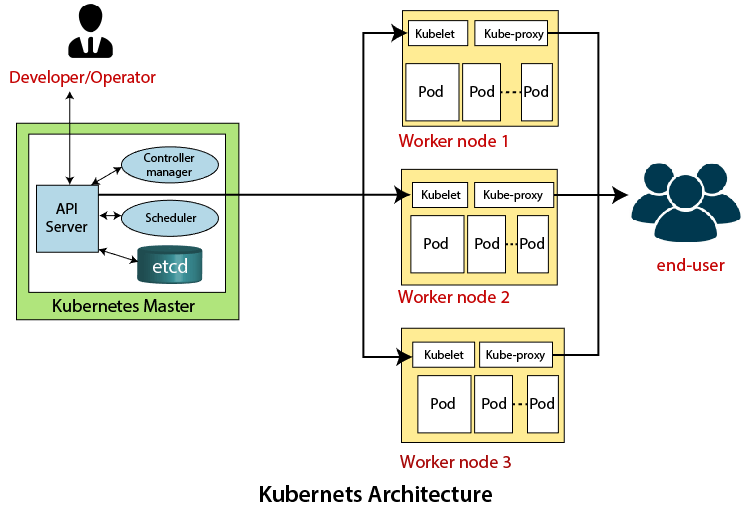 Developer/Operator
Controller
manager
API
Server
Scheduler
etcd
Kubernetes Master
Kubelet
Kube-proxy
Pod
Pod
Pod
Worker node 1
Kubelet
Kube-proxy
Pod
Pod
Pod
Worker node 2
Kubelet
Kube-proxy
Pod
Pod
Pod
Worker node 3
end-user
Kubernets Architecture